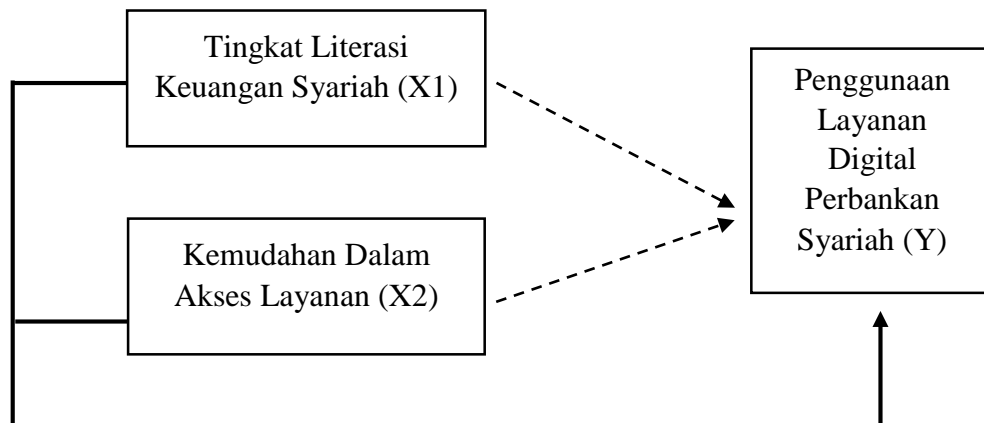 Tingkat Literasi
Keuangan Syariah (X1)
Penggunaan
Layanan
Digital
Perbankan
Syariah (Y)
Kemudahan Dalam
Akses Layanan (X2)